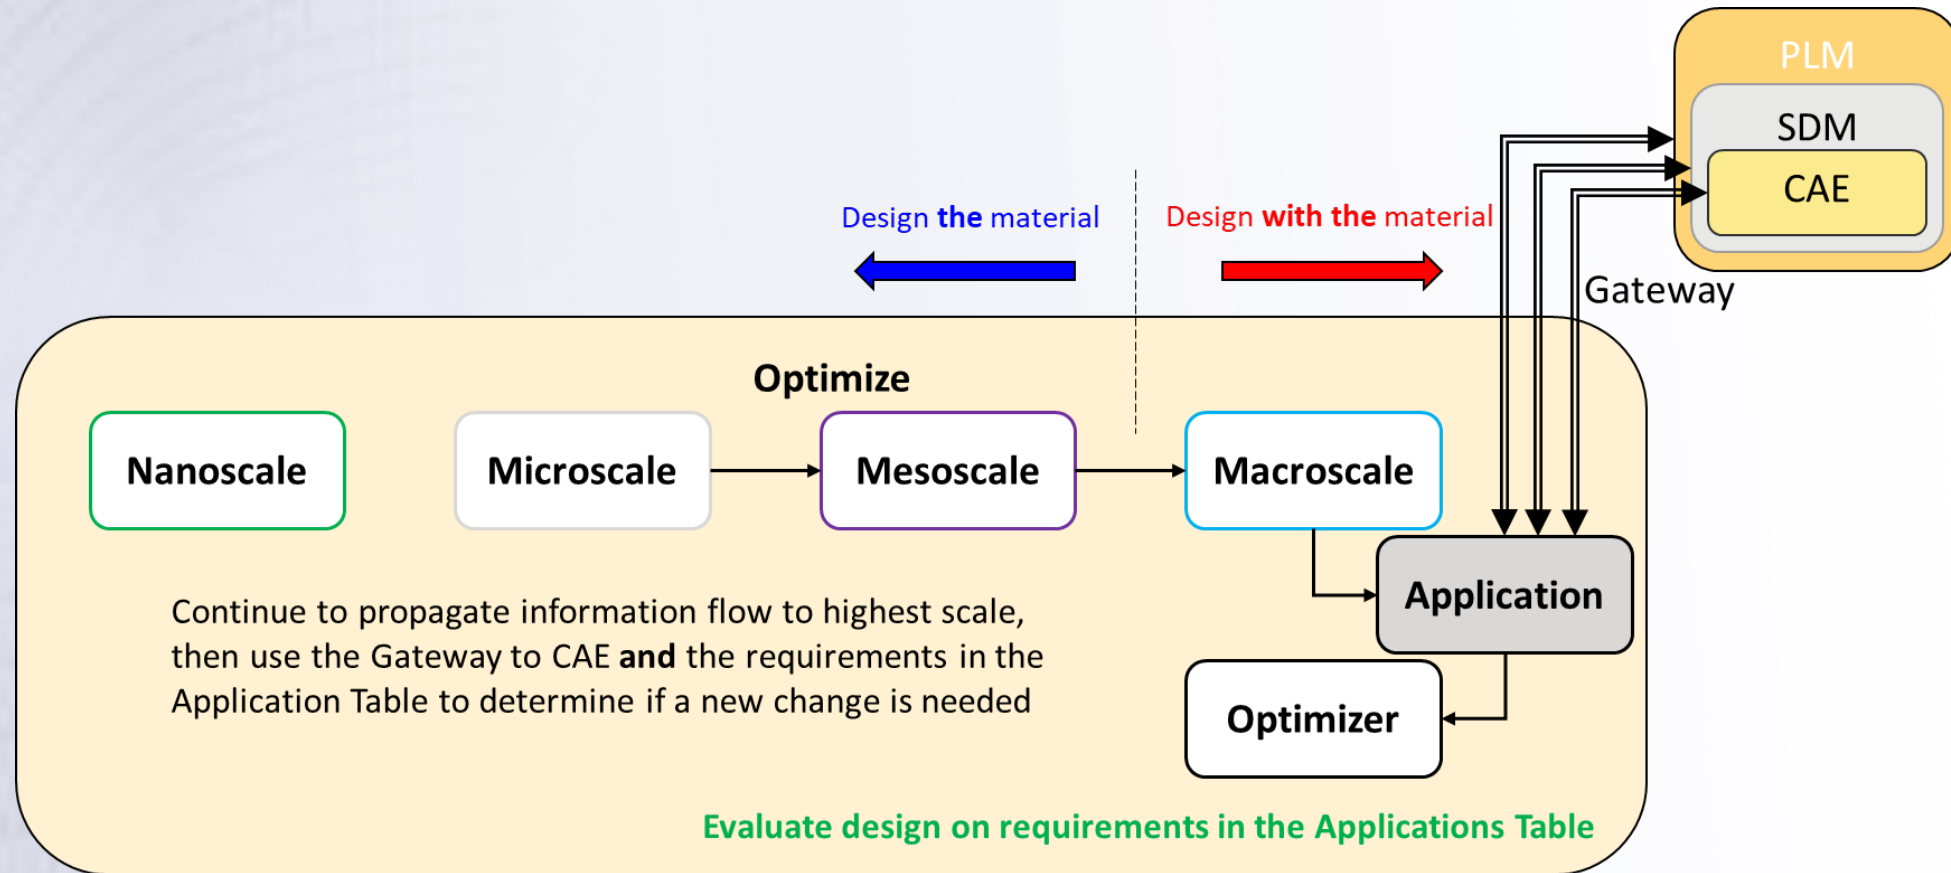 PLM
SDM
CAE
Design the material
Design with the material
Gateway
Optimize
Nanoscale
Microscale
Mesoscale
Macroscale
Application
Continue to propagate information flow to highest scale,
then use the Gateway to CAE and the requirements in the
Application Table to determine if a new change is needed
Optimizer
Evaluate design on requirements in the Applications Table